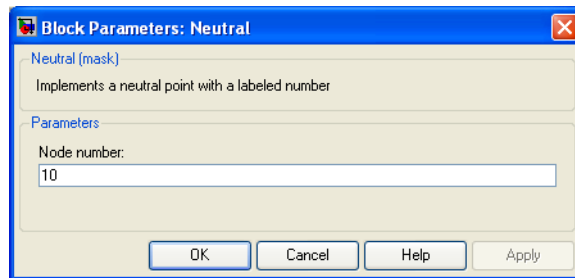 Block Parameters: Neutral
Neutral (mask)
Implements a neutral point with a labeled number
Parameters
Node number:
10
OK Cancel Help Apply